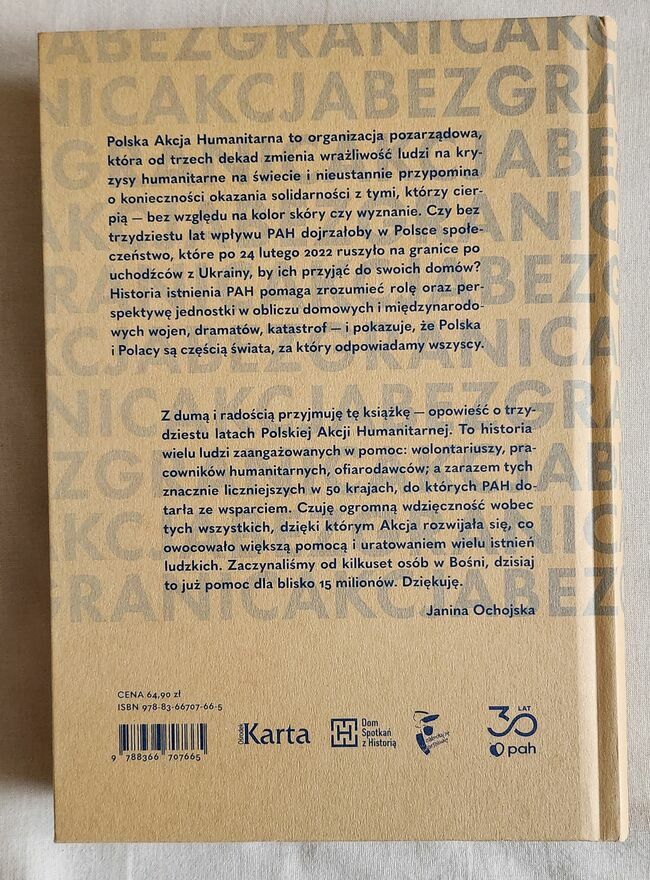 ABEZGRANICAK
NICAKCJABEZGRA
Polska Akcja Humanitarna to organizacja pozarządowa,
która od trzech dekad zmienia wrażliwość ludzi na kry-
zysy humanitarne na świecie i nieustannie przypomina
o konieczności okazania solidarności z tymi, którzy cier-
pią — bez względu na kolor skóry czy wyznanie. Czy bez
trzydziestu lat wpływu PAH dojrzałoby w Polsce społe-
czeństwo, które po 24 lutego 2022 ruszyło na granice po
uchodźców z Ukrainy, by ich przyjąć do swoich domów?
Historia istnienia PAH pomaga zrozumieć rolę oraz per-
spektywę jednostki w obliczu domowych i międzynarodo-
wych wojen, dramatów, katastrof — i pokazuje, że Polska
i Polacy są częścią świata, za który odpowiadamy wszyscy.
Z dumą i radością przyjmuję tę książkę — opowieść o trzy-
dziestu latach Polskiej Akcji Humanitarnej. To historia
wielu ludzi zaangażowanych w pomoc: wolontariuszy, pra-
cowników humanitarnych, ofiarodawców; a zarazem tych
znacznie liczniejszych w 50 krajach, do których PAH do-
tarła ze wsparciem. Czuję ogromną wdzięczność wobec
tych wszystkich, dzięki którym Akcja rozwijała się, co
owocowało większą pomocą i uratowaniem wielu istnień
ludzkich. Zaczynaliśmy od kilkuset osób w Bośni, dzisiaj
to już pomoc dla blisko 15 milionów. Dziękuję.
GRANICAKCJABEZ
Janina Ochojska
CENA 64,90 zł
ISBN 978-83-66707-66-5
9 788366 707665
Ośrodek Karta
Dom
Spotkań
z Historią
30 LAT
pah